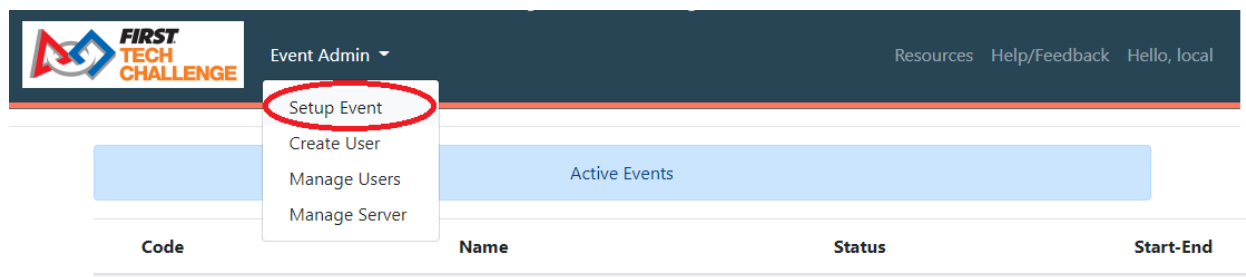 FIRST
TECH
CHALLENGE
Event Admin
Resources Help/Feedback Hello, local
Setup Event
Create User
Manage Users
Manage Server
Active Events
Code Name Status Start-End